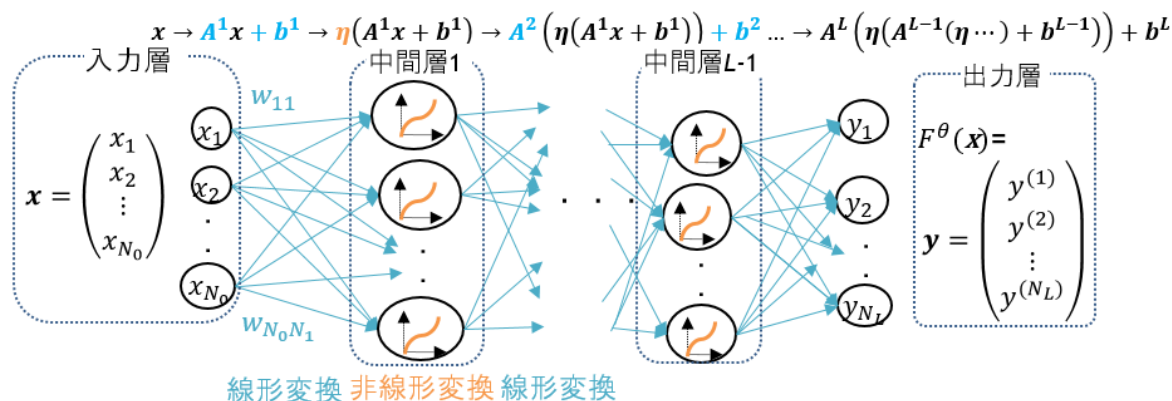 x → A¹x + b¹ → η(A¹x + b¹) → A² (η(A¹x + b¹)) + b² … → A^L (η(A^{L-1}(η ⋯) + b^{L-1})) + b^L
入力層
中間層1
中間層L-1
出力層
w₁₁
x = (x₁ x₂ ⋮ x_{N₀})
x₁
x₂
x_{N₀}
w_{N₀N₁}
y₁
y₂
y_{N_L}
F^θ(x)=
y = (y^{(1)} y^{(2)} ⋮ y^{(N_L)})
線形変換 非線形変換 線形変換